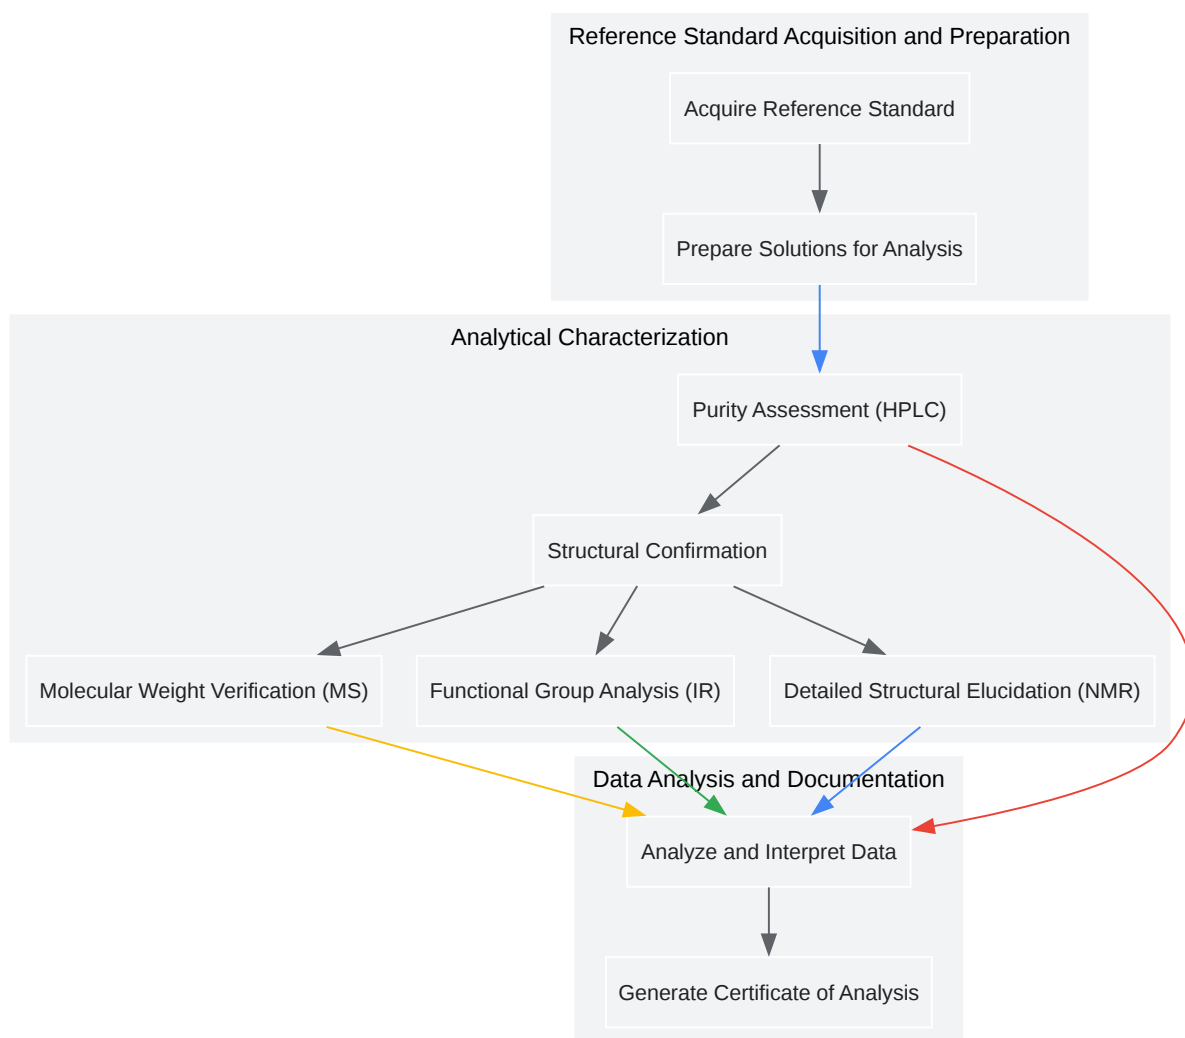 Reference Standard Acquisition and Preparation
Acquire Reference Standard
Prepare Solutions for Analysis
Analytical Characterization
Purity Assessment (HPLC)
Structural Confirmation
Molecular Weight Verification (MS)
Functional Group Analysis (IR)
Detailed Structural Elucidation (NMR)
Data Analysis and Documentation
Analyze and Interpret Data
Generate Certificate of Analysis